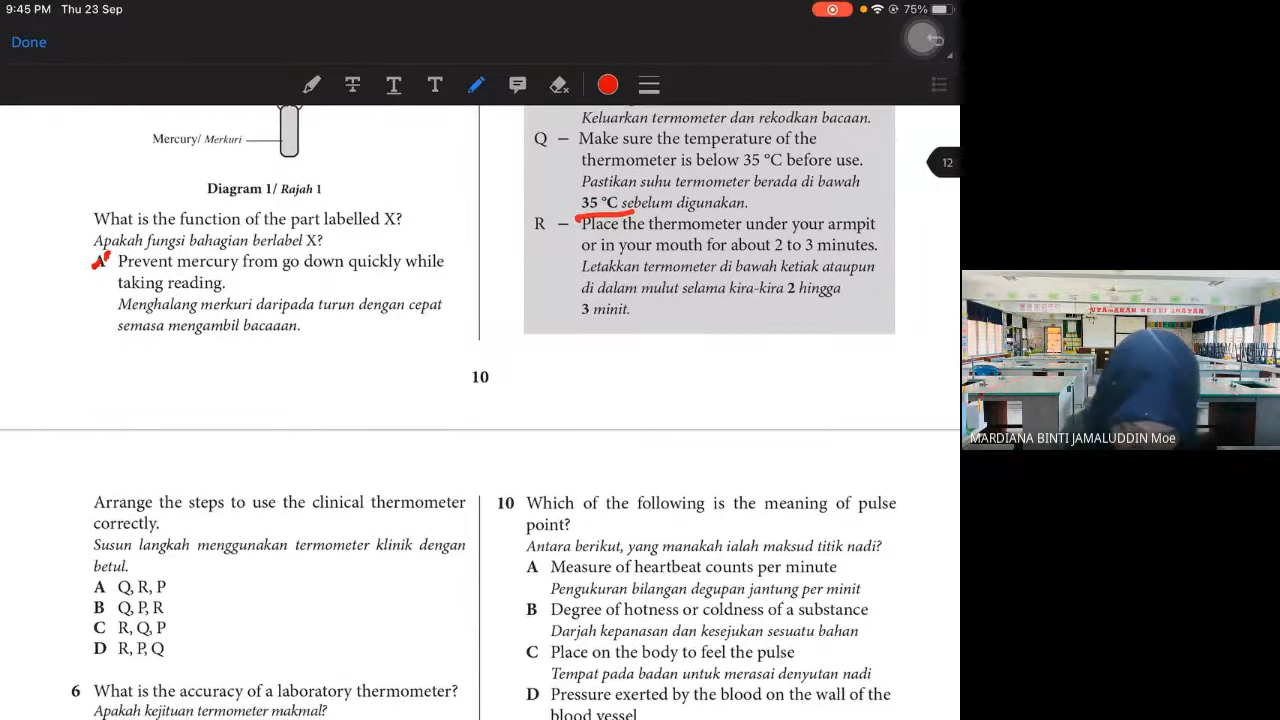 9:45 PM Thu 23 Sep
75%
Done
T
T
T
Mercury/ Merkuri
Diagram 1/ Rajah 1
What is the function of the part labelled X?
Apakah fungsi bahagian berlabel X?
A Prevent mercury from go down quickly while
taking reading.
Menghalang merkuri daripada turun dengan cepat
semasa mengambil bacaaan.
Keluarkan termometer dan rekodkan bacaan.
Q – Make sure the temperature of the
thermometer is below 35 °C before use.
Pastikan suhu termometer berada di bawah
35 °C sebelum digunakan.
R – Place the thermometer under your armpit
or in your mouth for about 2 to 3 minutes.
Letakkan termometer di bawah ketiak ataupun
di dalam mulut selama kira-kira 2 hingga
3 minit.
12
10
Arrange the steps to use the clinical thermometer
correctly.
Susun langkah menggunakan termometer klinik dengan
betul.
A Q, R, P
B Q, P, R
C R, Q, P
D R, P, Q
6 What is the accuracy of a laboratory thermometer?
Apakah kejituan termometer makmal?
10 Which of the following is the meaning of pulse
point?
Antara berikut, yang manakah ialah maksud titik nadi?
A Measure of heartbeat counts per minute
Pengukuran bilangan degupan jantung per minit
B Degree of hotness or coldness of a substance
Darjah kepanasan dan kesejukan sesuatu bahan
C Place on the body to feel the pulse
Tempat pada badan untuk merasai denyutan nadi
D Pressure exerted by the blood on the wall of the
blood vessel
UTAMAKAN KESELAMATAN
MARDIANA BINTI JAMALUDDIN Moe